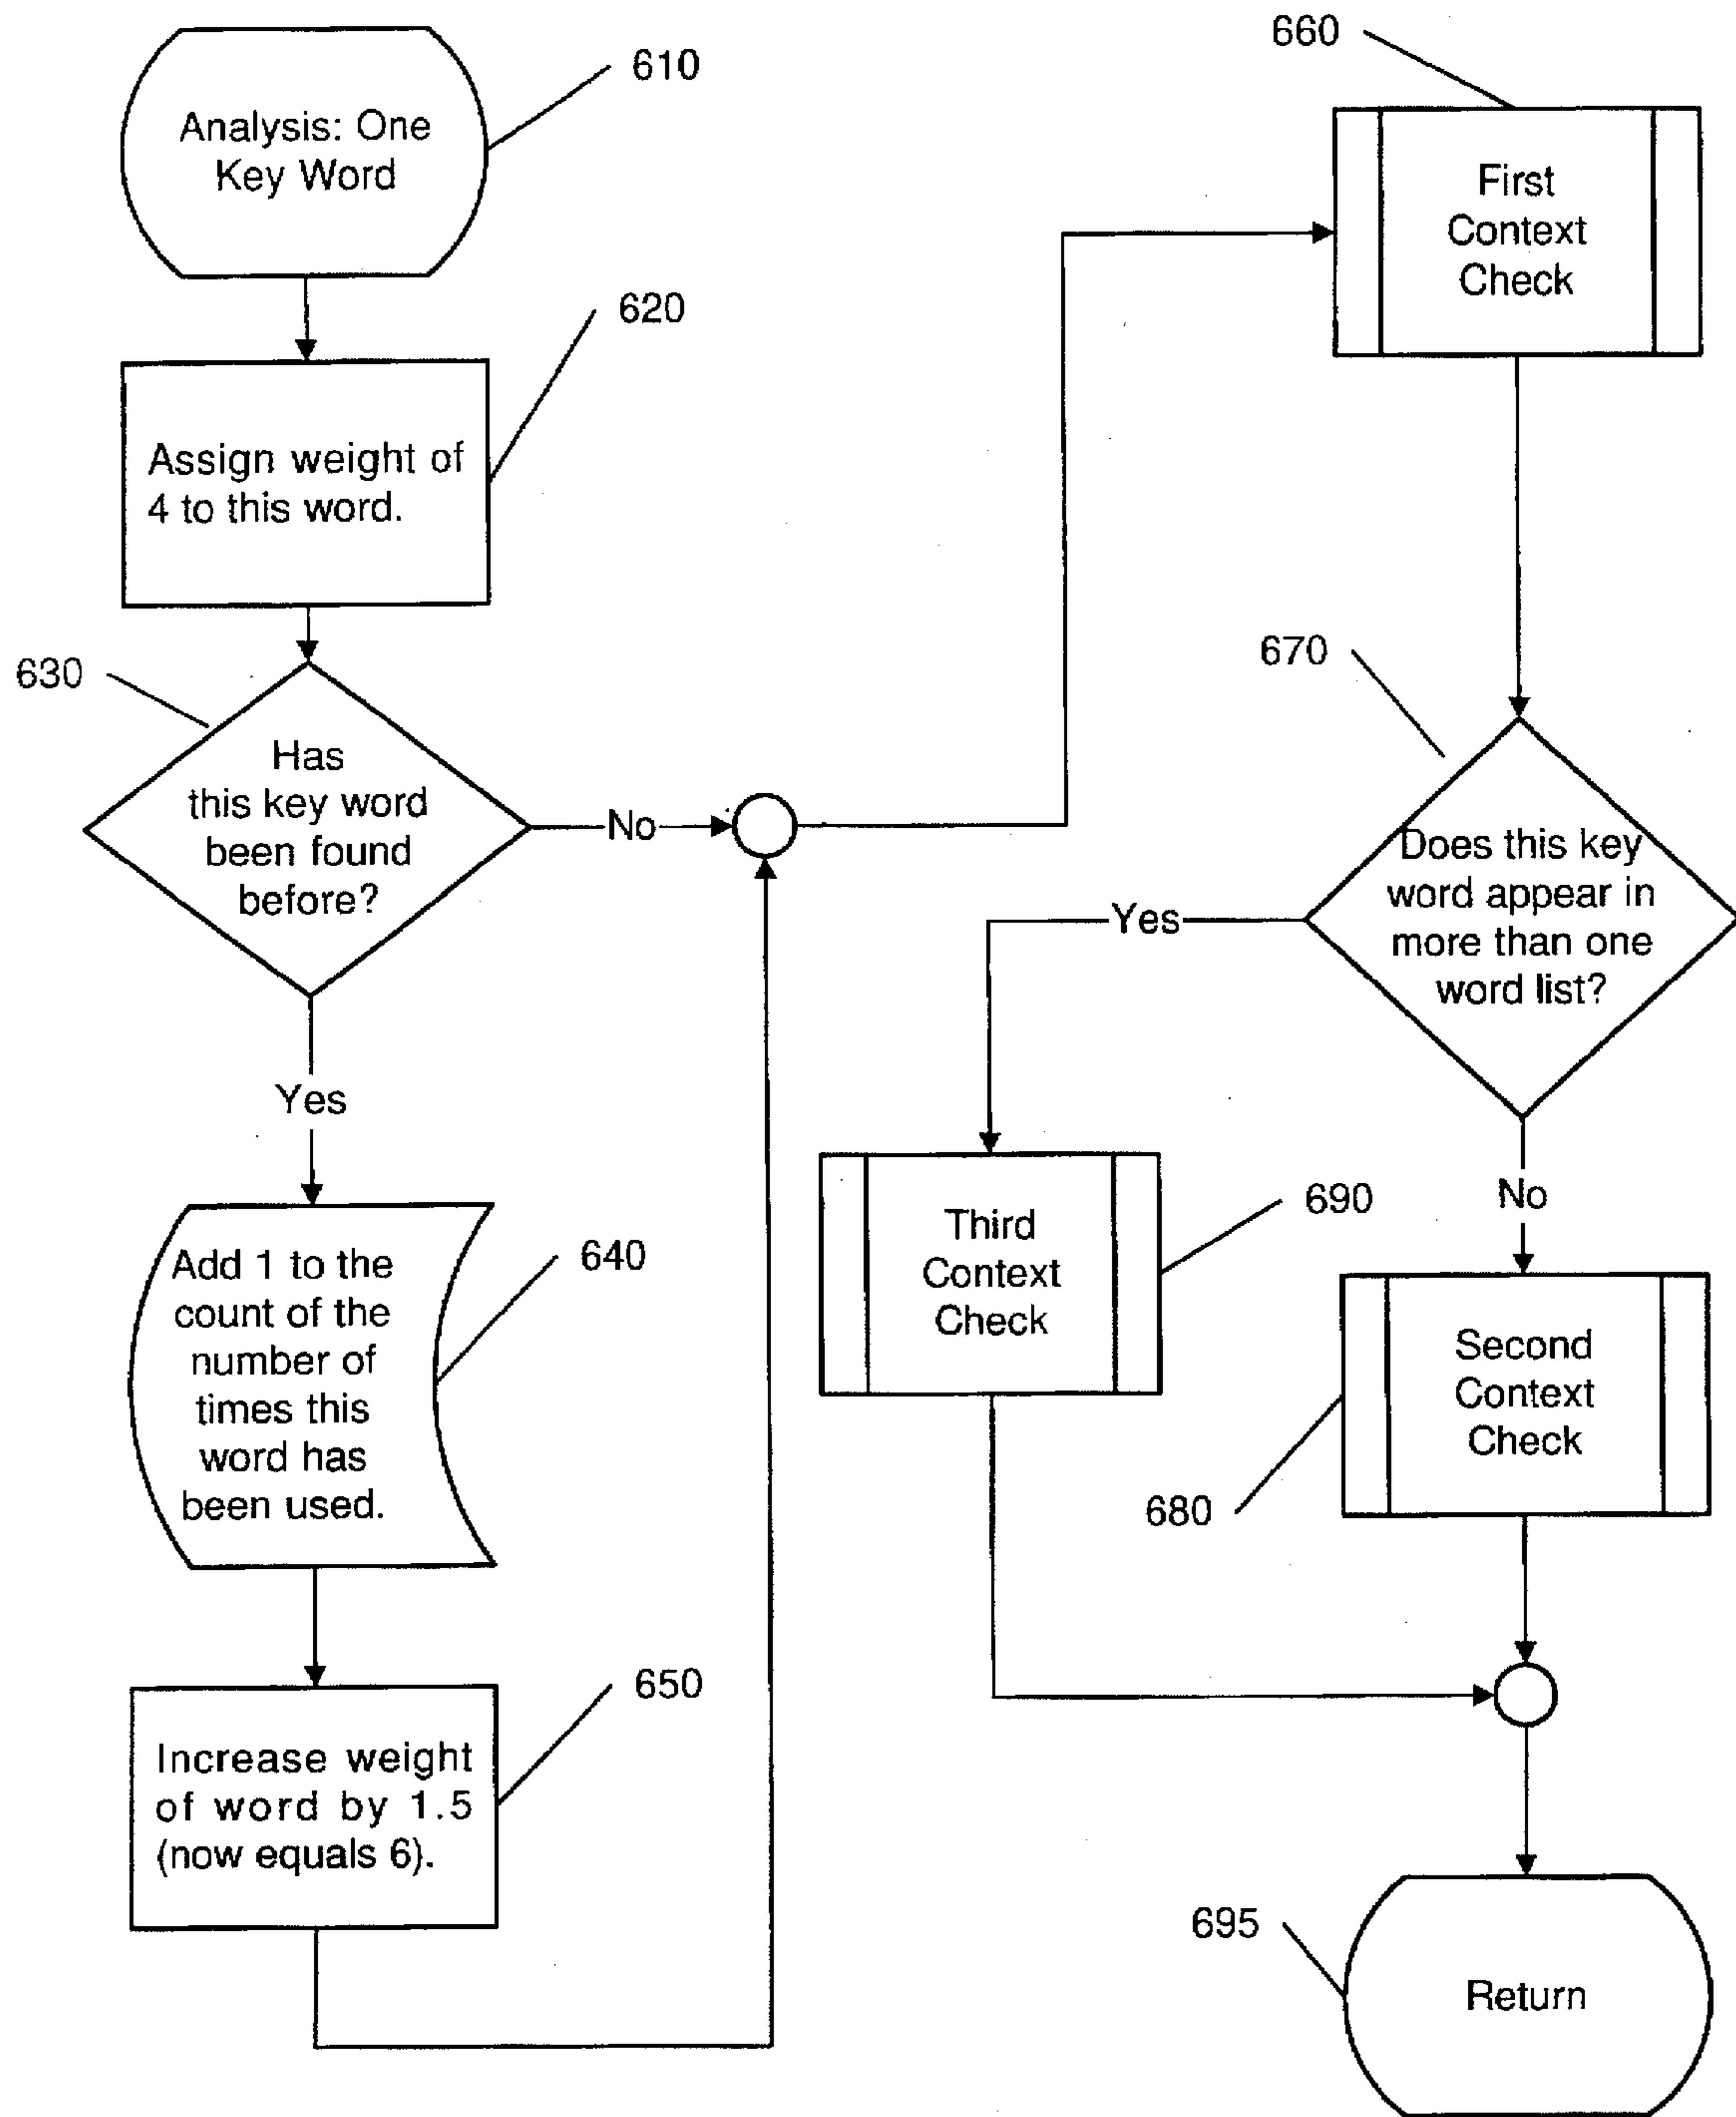 610
Analysis: One
Key Word
620
Assign weight of
4 to this word.
630
Has
this key word
been found
before?
No
Yes
640
Add 1 to the
count of the
number of
times this
word has
been used.
650
Increase weight
of word by 1.5
(now equals 6).
660
First
Context
Check
670
Does this key
word appear in
more than one
word list?
Yes
No
690
Third
Context
Check
680
Second
Context
Check
695
Return